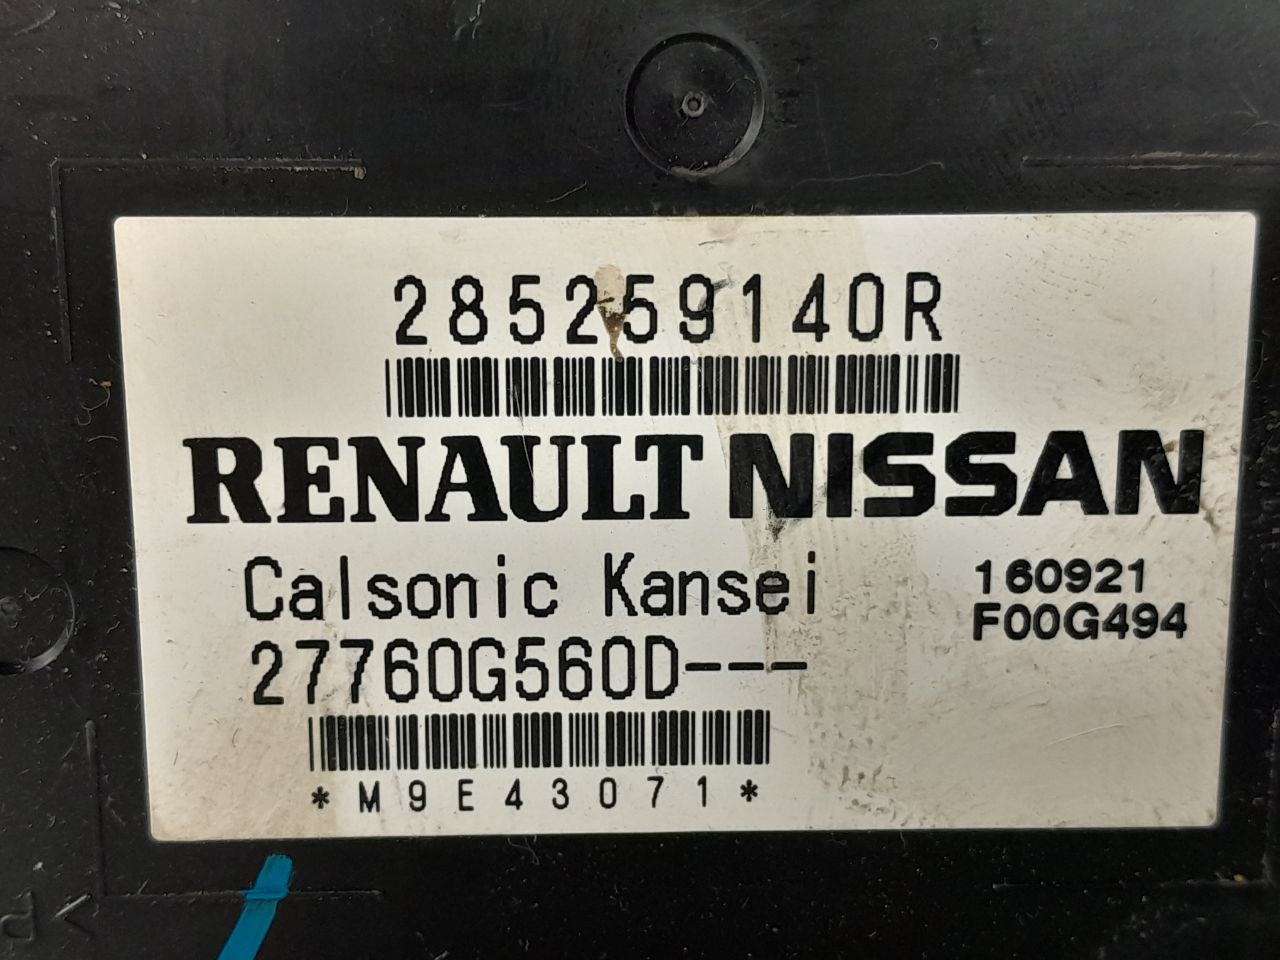 285259140R
RENAULT NISSAN
Calsonic Kansei
160921
F00G494
27760G560D---
*M9E43071*